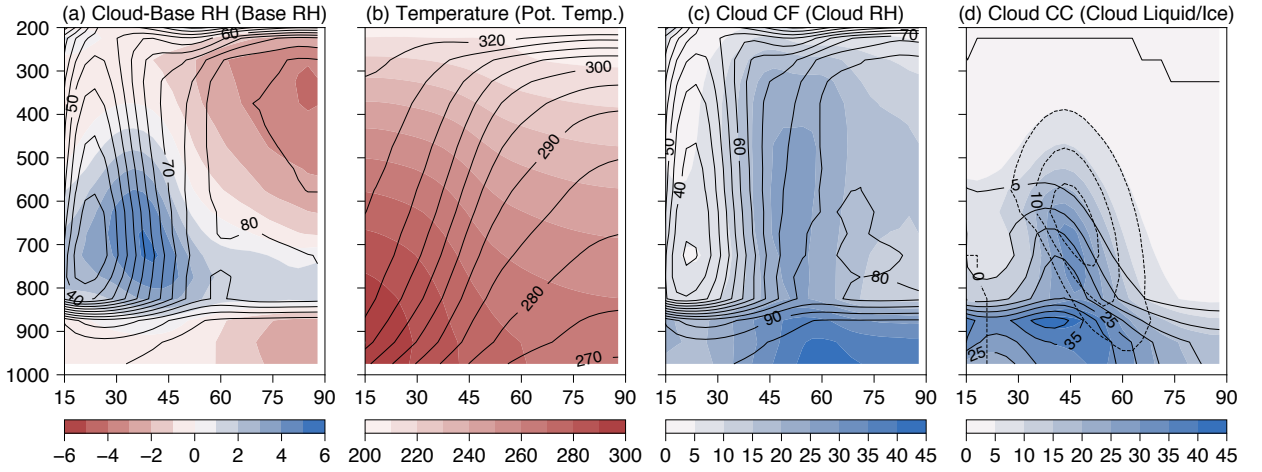 (a) Cloud-Base RH (Base RH)
(b) Temperature (Pot. Temp.)
(c) Cloud CF (Cloud RH)
(d) Cloud CC (Cloud Liquid/Ice)
200
300
400
500
600
700
800
900
1000
60
50
70
80
40
320
300
290
280
270
70
50
60
40
80
90
5
10
0
25
35
25
15 30 45 60 75 90
15 30 45 60 75 90
15 30 45 60 75 90
15 30 45 60 75 90
−6 −4 −2 0 2 4 6
200 220 240 260 280 300
0 5 10 15 20 25 30 35 40 45
0 5 10 15 20 25 30 35 40 45